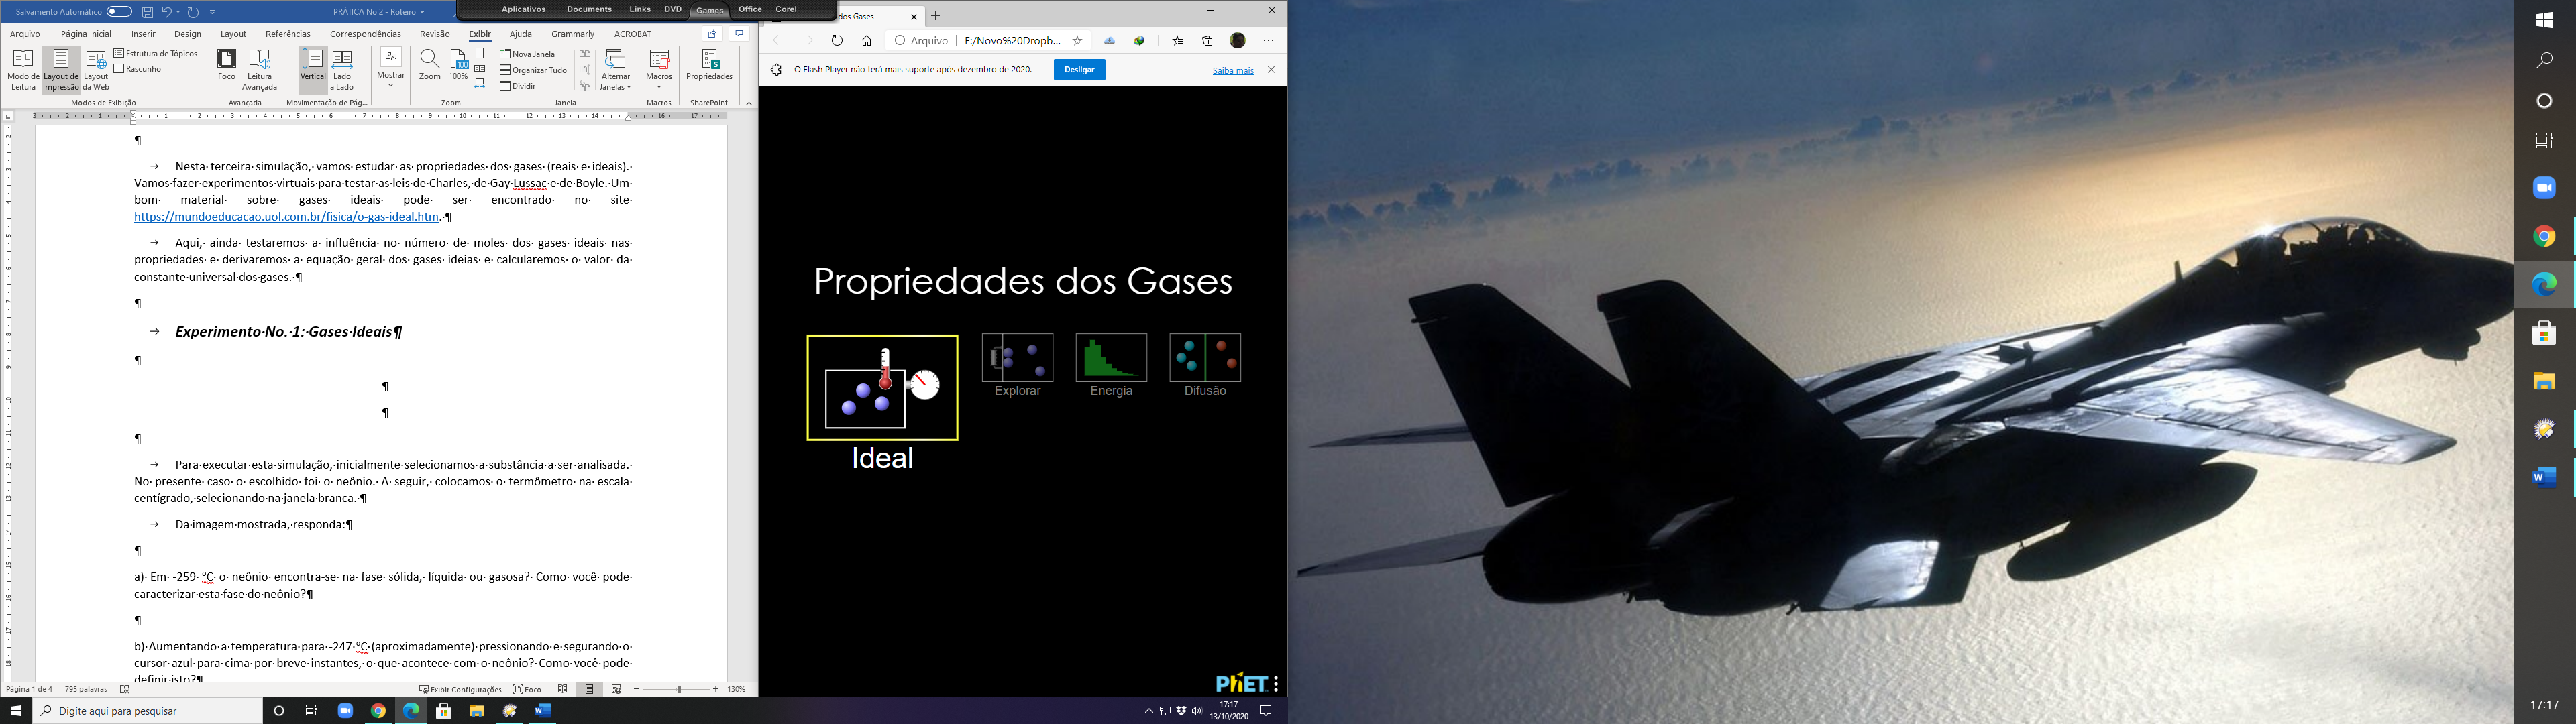 Aplicativos Documents Links DVD Games Office Corel
Salvamento Automático PRÁTICA No 2 - Roteiro
Arquivo Página Inicial Inserir Design Layout Referências Correspondências Revisão Exibir Ajuda Grammarly ACROBAT
Modo de Leitura
Layout de Impressão
Layout da Web
Estrutura de Tópicos
Rascunho
Modos de Exibição
Foco
Leitura Avançada
Avançada
Vertical
Lado a Lado
Movimentação de Pág...
Mostrar
Zoom
100%
Zoom
Nova Janela
Organizar Tudo
Dividir
Alternar Janelas
Janela
Macros
Macros
Propriedades
SharePoint
Nesta terceira simulação, vamos estudar as propriedades dos gases (reais e ideais).
Vamos fazer experimentos virtuais para testar as leis de Charles, de Gay Lussac e de Boyle. Um
bom material sobre gases ideais pode ser encontrado no site
https://mundoeducacao.uol.com.br/fisica/o-gas-ideal.htm.
Aqui, ainda testaremos a influência no número de moles dos gases ideais nas
propriedades e derivaremos a equação geral dos gases ideias e calcularemos o valor da
constante universal dos gases.
Experimento No. 1: Gases Ideais
Para executar esta simulação, inicialmente selecionamos a substância a ser analisada.
No presente caso o escolhido foi o neônio. A seguir, colocamos o termômetro na escala
centígrado, selecionando na janela branca.
Da imagem mostrada, responda:
a) Em -259 °C o neônio encontra-se na fase sólida, líquida ou gasosa? Como você pode
caracterizar esta fase do neônio?
b) Aumentando a temperatura para -247 °C (aproximadamente) pressionando e segurando o
cursor azul para cima por breve instantes, o que acontece com o neônio? Como você pode
definir isto?
Página 1 de 4 795 palavras Exibir Configurações Foco 130%
dos Gases
Arquivo E:/Novo%20Dropb...
O Flash Player não terá mais suporte após dezembro de 2020. Desligar Saiba mais
Propriedades dos Gases
Ideal
Explorar
Energia
Difusão
PhET
Digite aqui para pesquisar
17:17
13/10/2020
17:17